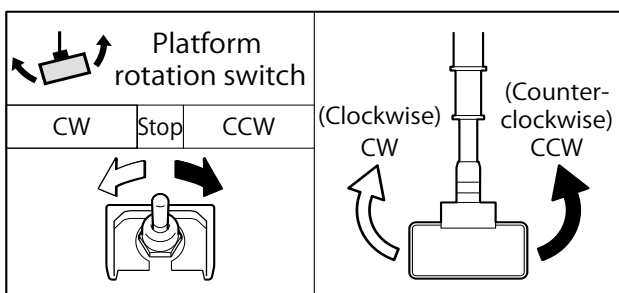 Platform
rotation switch
CW Stop CCW
(Clockwise)
CW
(Counter-
clockwise)
CCW